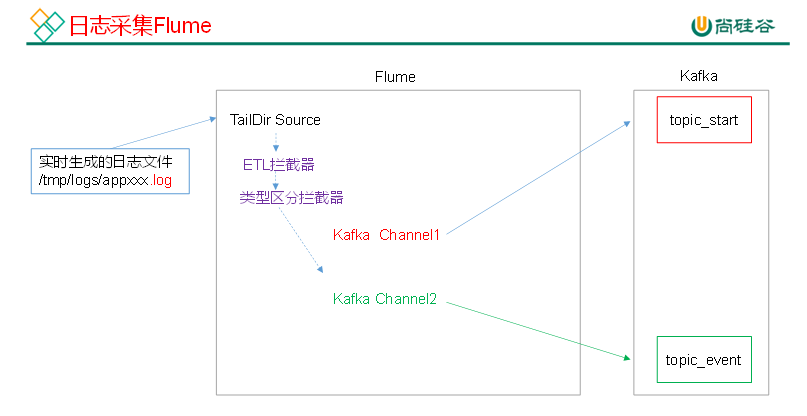 日志采集Flume
尚硅谷
Flume
Kafka
TailDir Source
topic_start
实时生成的日志文件
/tmp/logs/appxxx.log
ETL拦截器
类型区分拦截器
Kafka Channel1
Kafka Channel2
topic_event